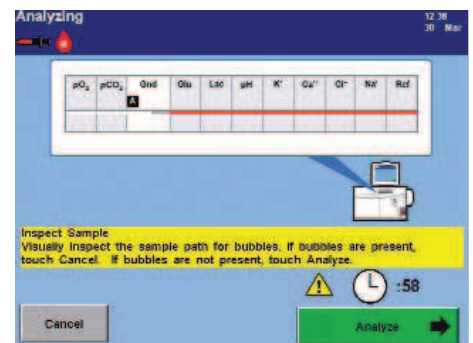 Analyzing
12 38
30 Mar
pO₂ pCO₂ Gnd Glu Lac pH K⁺ Ca⁺⁺ Cl⁻ Na⁺ Ref
A
Inspect Sample
Visually inspect the sample path for bubbles. If bubbles are present,
touch Cancel. If bubbles are not present, touch Analyze.
:58
Cancel
Analyze